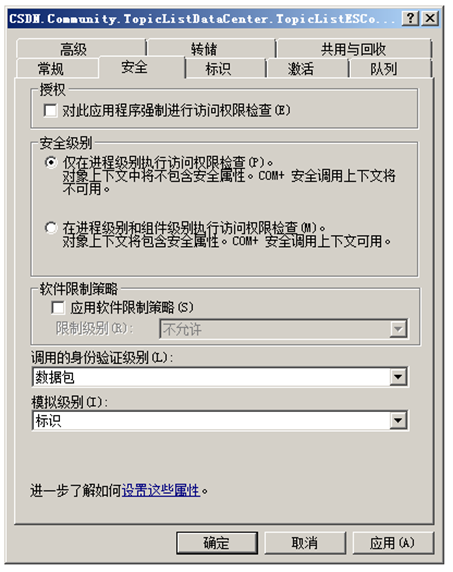 CSDN.Community.TopicListDataCenter.TopicListESCo...
高级 转储 共用与回收
常规 安全 标识 激活 队列
授权
对此应用程序强制进行访问权限检查(E)
安全级别
仅在进程级别执行访问权限检查(P)。
对象上下文中将不包含安全属性。COM+ 安全调用上下文将
不可用。
在进程级别和组件级别执行访问权限检查(M)。
对象上下文将包含安全属性。COM+ 安全调用上下文可用。
软件限制策略
应用软件限制策略(S)
限制级别(R): 不允许
调用的身份验证级别(L):
数据包
模拟级别(I):
标识
进一步了解如何设置这些属性。
确定 取消 应用(A)